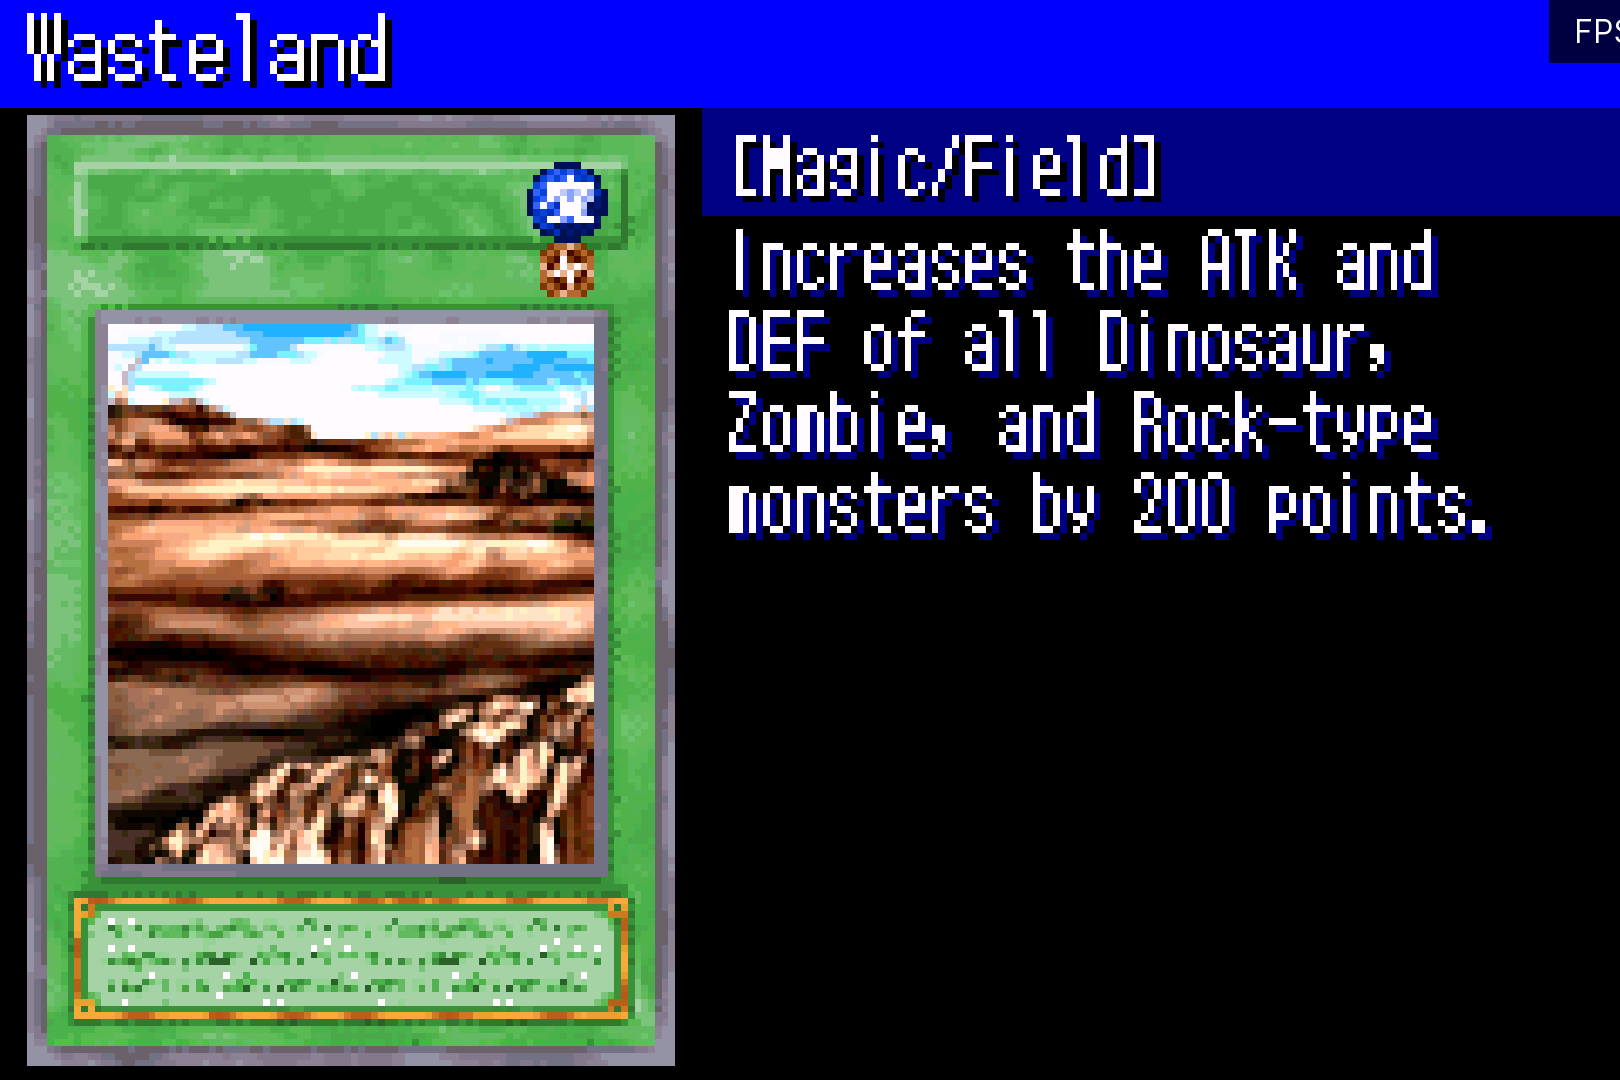 Wasteland
FPS
[Magic/Field]
Increases the ATK and
DEF of all Dinosaur,
Zombie, and Rock-type
monsters by 200 points.